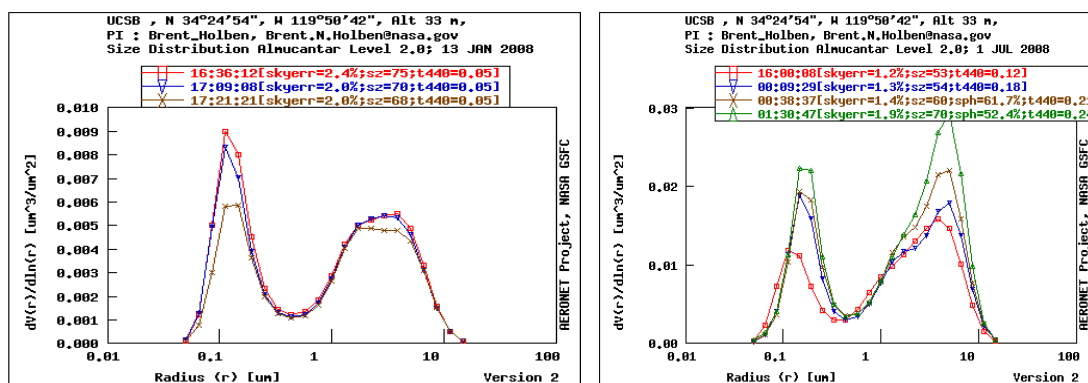 UCSB , N 34°24'54", W 119°50'42", Alt 33 m,
PI : Brent_Holben, Brent.N.Holben@nasa.gov
Size Distribution Almucantar Level 2.0; 13 JAN 2008
16:36:12[skyerr=2.4%;sz=75;t440=0.05]
17:09:08[skyerr=2.0%;sz=70;t440=0.05]
17:21:21[skyerr=2.0%;sz=68;t440=0.05]
0.010
0.009
0.008
0.007
0.006
0.005
0.004
0.003
0.002
0.001
0.000
dV(r)/dln(r) [um^3/um^2]
AERONET Project, NASA GSFC
0.01
0.1
1
10
100
Radius (r) [um]
Version 2
UCSB , N 34°24'54", W 119°50'42", Alt 33 m,
PI : Brent_Holben, Brent.N.Holben@nasa.gov
Size Distribution Almucantar Level 2.0; 1 JUL 2008
16:00:08[skyerr=1.2%;sz=53;t440=0.12]
00:09:29[skyerr=1.3%;sz=54;t440=0.18]
00:38:37[skyerr=1.4%;sz=60;sph=61.7%;t440=0.2
01:30:47[skyerr=1.9%;sz=70;sph=52.4%;t440=0.24
0.03
0.02
0.01
0.00
dV(r)/dln(r) [um^3/um^2]
AERONET Project, NASA GSFC
0.01
0.1
1
10
100
Radius (r) [um]
Version 2